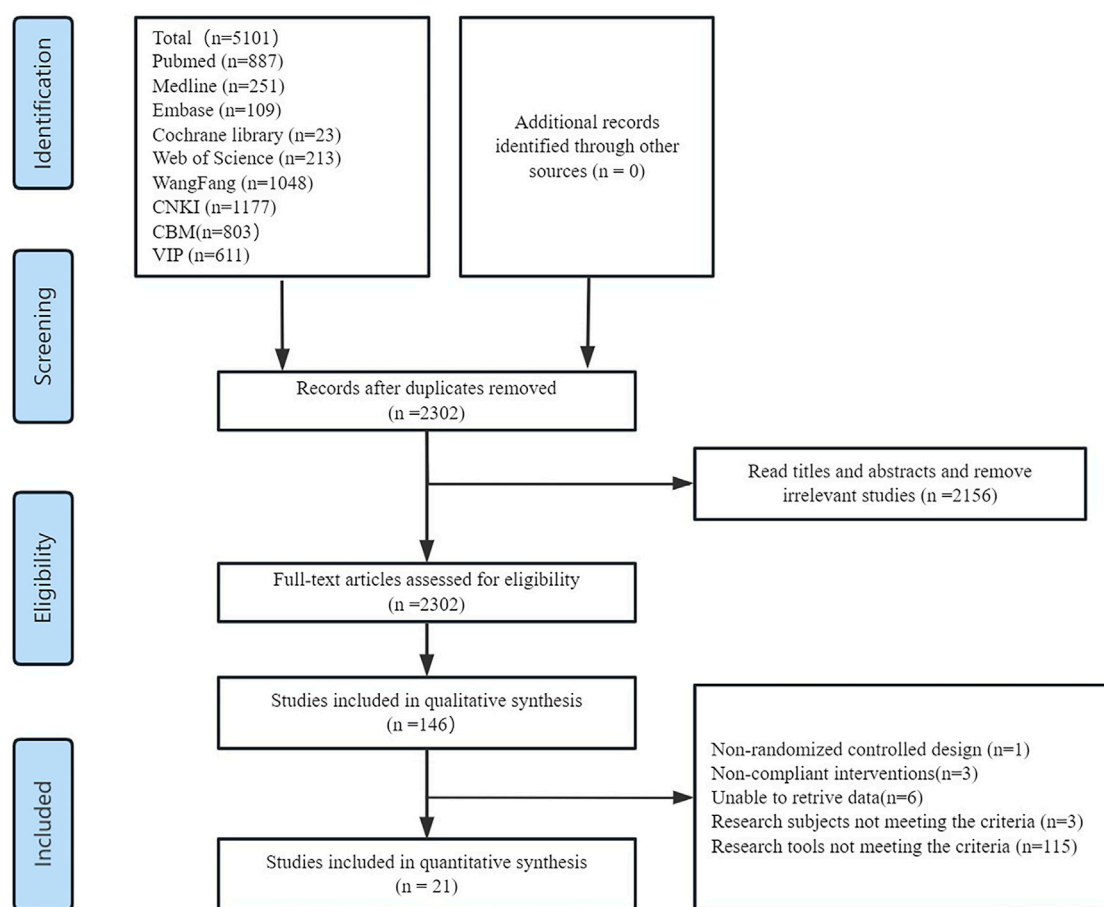 Identification
Total（n=5101)
Pubmed (n=887)
Medline (n=251)
Embase (n=109)
Cochrane library (n=23)
Web of Science (n=213)
WangFang (n=1048)
CNKI (n=1177)
CBM(n=803）
VIP (n=611)
Additional records
identified through other
sources (n = 0)
Screening
Records after duplicates removed
(n =2302)
Read titles and abstracts and remove
irrelevant studies (n =2156)
Eligibility
Full-text articles assessed for eligibility
(n =2302)
Studies included in qualitative synthesis
(n =146）
Included
Non-randomized controlled design (n=1)
Non-compliant interventions(n=3)
Unable to retrive data(n=6)
Research subjects not meeting the criteria (n=3)
Research tools not meeting the criteria (n=115)
Studies included in quantitative synthesis
(n = 21)